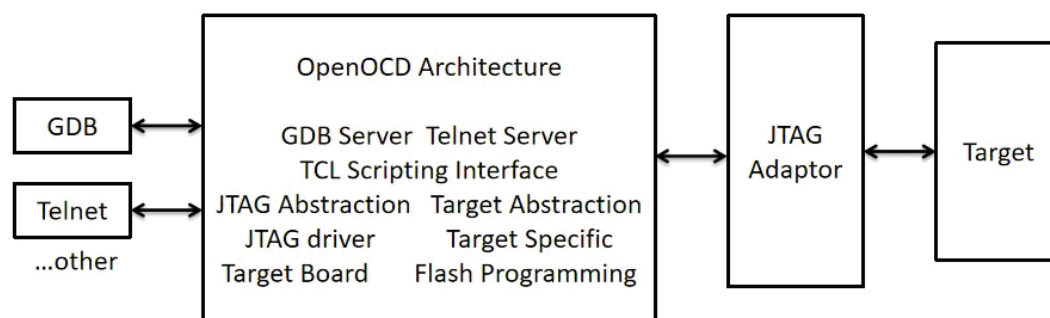 OpenOCD Architecture
GDB
GDB Server Telnet Server
TCL Scripting Interface
Telnet
JTAG Abstraction Target Abstraction
JTAG driver Target Specific
...other
Target Board Flash Programming
JTAG
Adaptor
Target